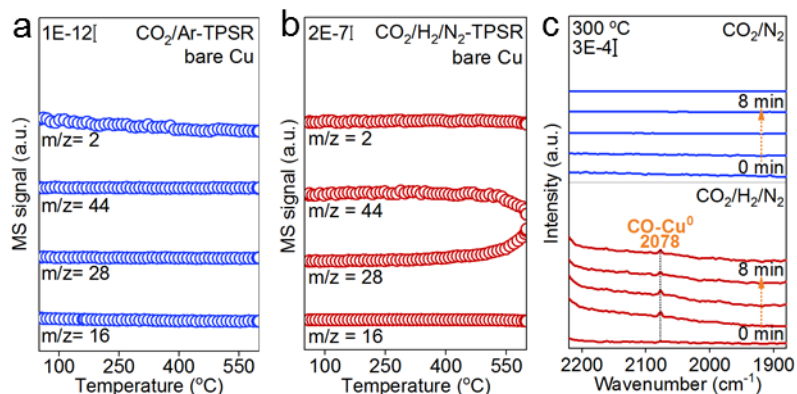 a
1E-12
CO2/Ar-TPSR
bare Cu
m/z= 2
m/z= 44
m/z= 28
m/z= 16
MS signal (a.u.)
100 250 400 550
Temperature (ºC)
b
2E-7
CO2/H2/N2-TPSR
bare Cu
m/z= 2
m/z = 44
m/z = 28
m/z = 16
MS signal (a.u.)
100 250 400 550
Temperature (ºC)
c
300 ºC
3E-4
CO2/N2
8 min
0 min
CO2/H2/N2
CO-Cu⁰
2078
8 min
0 min
Intensity (a.u.)
2200 2100 2000 1900
Wavenumber (cm⁻¹)